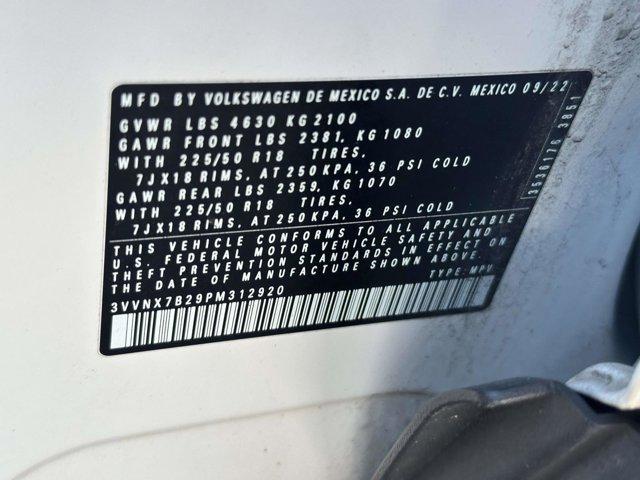 MFD BY VOLKSWAGEN DE MEXICO S.A. DE C.V. MEXICO 09/22
GVWR LBS 4630 KG 2100
GAWR FRONT LBS 2381, KG 1080
WITH 225/50 R18 TIRES,
7JX18 RIMS, AT 250 KPA, 36 PSI COLD
GAWR REAR LBS 2359, KG 1070
WITH 225/50 R18 TIRES,
7JX18 RIMS, AT 250 KPA, 36 PSI COLD
THIS VEHICLE CONFORMS TO ALL APPLICABLE
U.S. FEDERAL MOTOR VEHICLE SAFETY AND
THEFT PREVENTION STANDARDS IN EFFECT ON
THE DATE OF MANUFACTURE SHOWN ABOVE.
3VVNX7B29PM312920 TYPE: MPV
3536176 3851